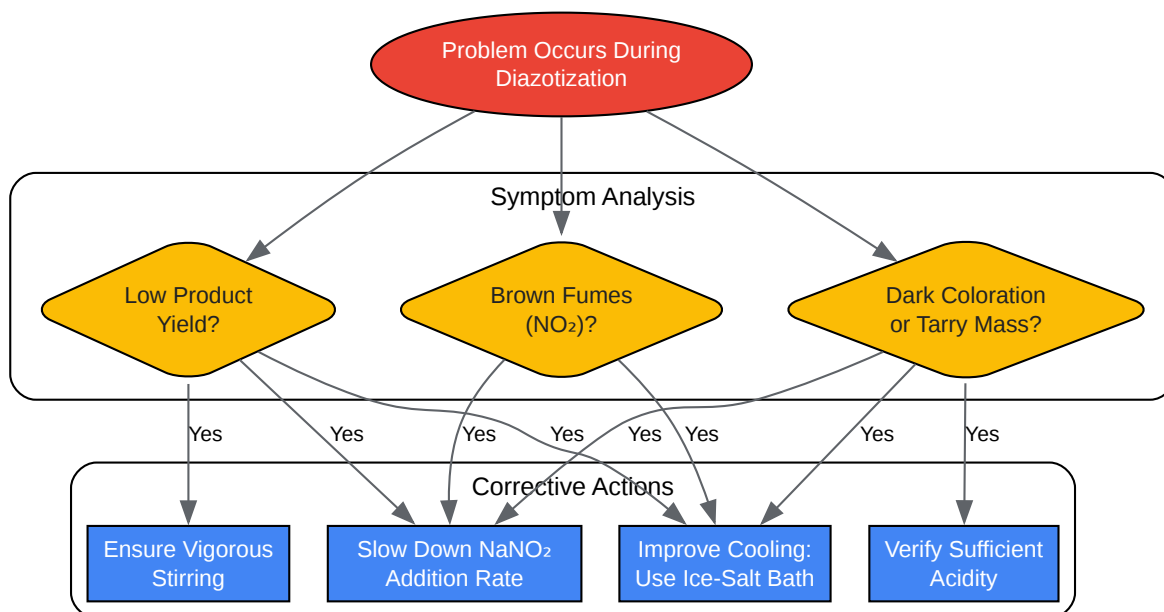 Problem Occurs During
Diazotization
Symptom Analysis
Low Product
Yield?
Brown Fumes
(NO₂)?
Dark Coloration
or Tarry Mass?
Yes
Yes
Yes
Yes
Yes
Yes
Yes
Yes
Corrective Actions
Ensure Vigorous
Stirring
Slow Down NaNO₂
Addition Rate
Improve Cooling:
Use Ice-Salt Bath
Verify Sufficient
Acidity